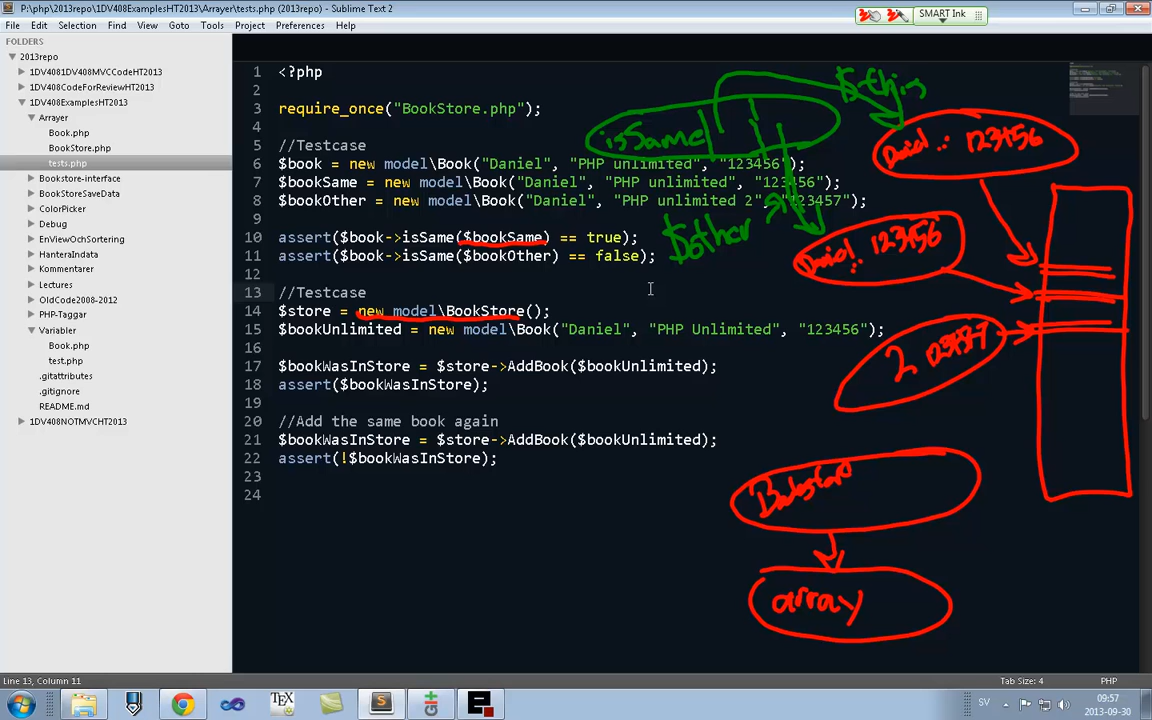 P:\php\2013repo\1DV408ExamplesHT2013\Arrayer\tests.php (2013repo) - Sublime Text 2
SMART Ink
File Edit Selection Find View Goto Tools Project Preferences Help
FOLDERS
2013repo
1DV4081DV408MVCCodeHT2013
1DV408CodeForReviewHT2013
1DV408ExamplesHT2013
Arrayer
Book.php
BookStore.php
tests.php
Bookstore-interface
BookStoreSaveData
ColorPicker
Debug
EnViewOchSortering
HanteraIndata
Kommentarer
Lectures
OldCode2008-2012
PHP-Taggar
Variabler
Book.php
test.php
.gitattributes
.gitignore
README.md
1DV408NOTMVCHT2013
1 <?php
2
3 require_once("BookStore.php");
4
5 //Testcase
6 $book = new model\Book("Daniel", "PHP unlimited", "123456");
7 $bookSame = new model\Book("Daniel", "PHP unlimited", "123456");
8 $bookOther = new model\Book("Daniel", "PHP unlimited 2", "123457");
9
10 assert($book->isSame($bookSame) == true);
11 assert($book->isSame($bookOther) == false);
12
13 //Testcase
14 $store = new model\BookStore();
15 $bookUnlimited = new model\Book("Daniel", "PHP Unlimited", "123456");
16
17 $bookWasInStore = $store->AddBook($bookUnlimited);
18 assert($bookWasInStore);
19
20 //Add the same book again
21 $bookWasInStore = $store->AddBook($bookUnlimited);
22 assert(!$bookWasInStore);
23
24
$this
isSame
: 123456
$other
: 123456
2
array
Line 13, Column 11
Tab Size: 4 PHP
SV
09:57
2013-09-30